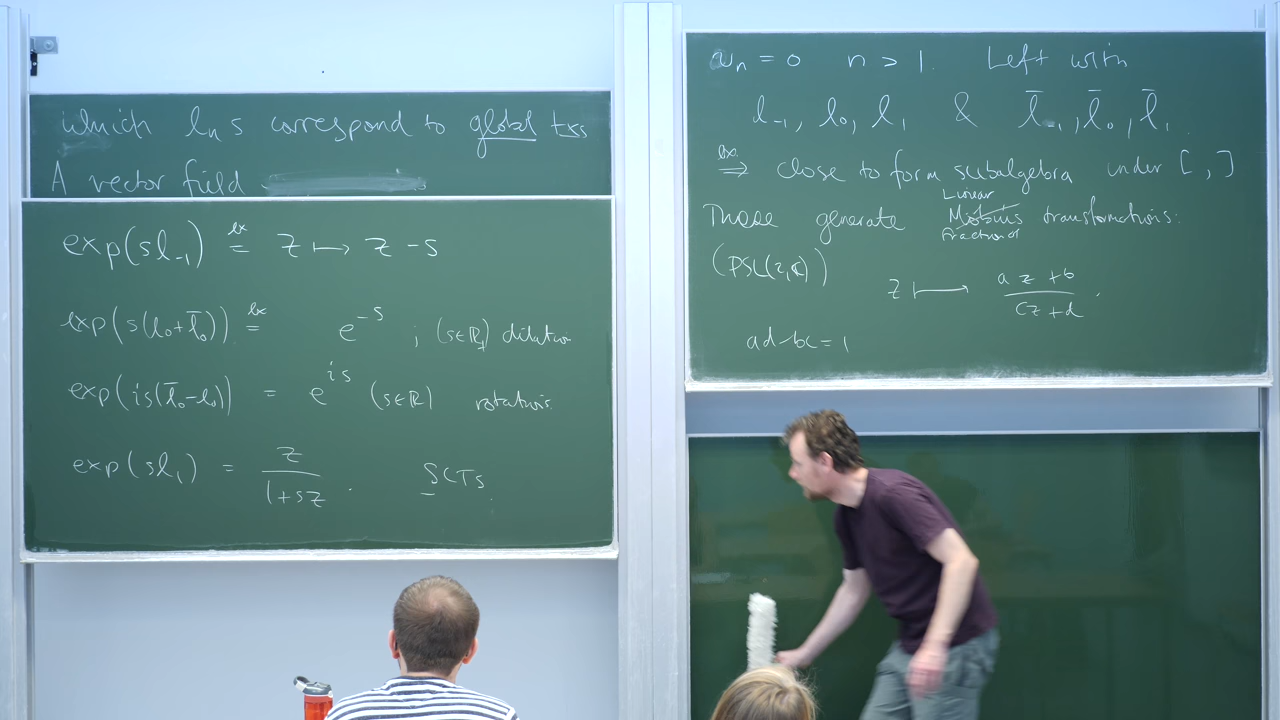 which lₙs correspond to global txs
A vector field
exp(sl₋₁) =ᵉˣ z ↦ z - s
exp(s(l₀+l̄₀)) =ᵉˣ e⁻ˢ ; (s∈ℝ₊) dilation
exp(is(l̄₀-l₀)) = eⁱˢ (s∈ℝ) rotations.
exp(sl₁) = z/(1+sz) . SCTs.
aₙ = 0 n > 1. Left with
l₋₁, l₀, l₁ & l̄₋₁, l̄₀, l̄₁.
ex. ⇒ close to form subalgebra under [ , ]
Linear
These generate Möbius transformations:
Fractional
(PSL(2,ℂ))
z ⟼ (az+b)/(cz+d) .
ad-bc = 1